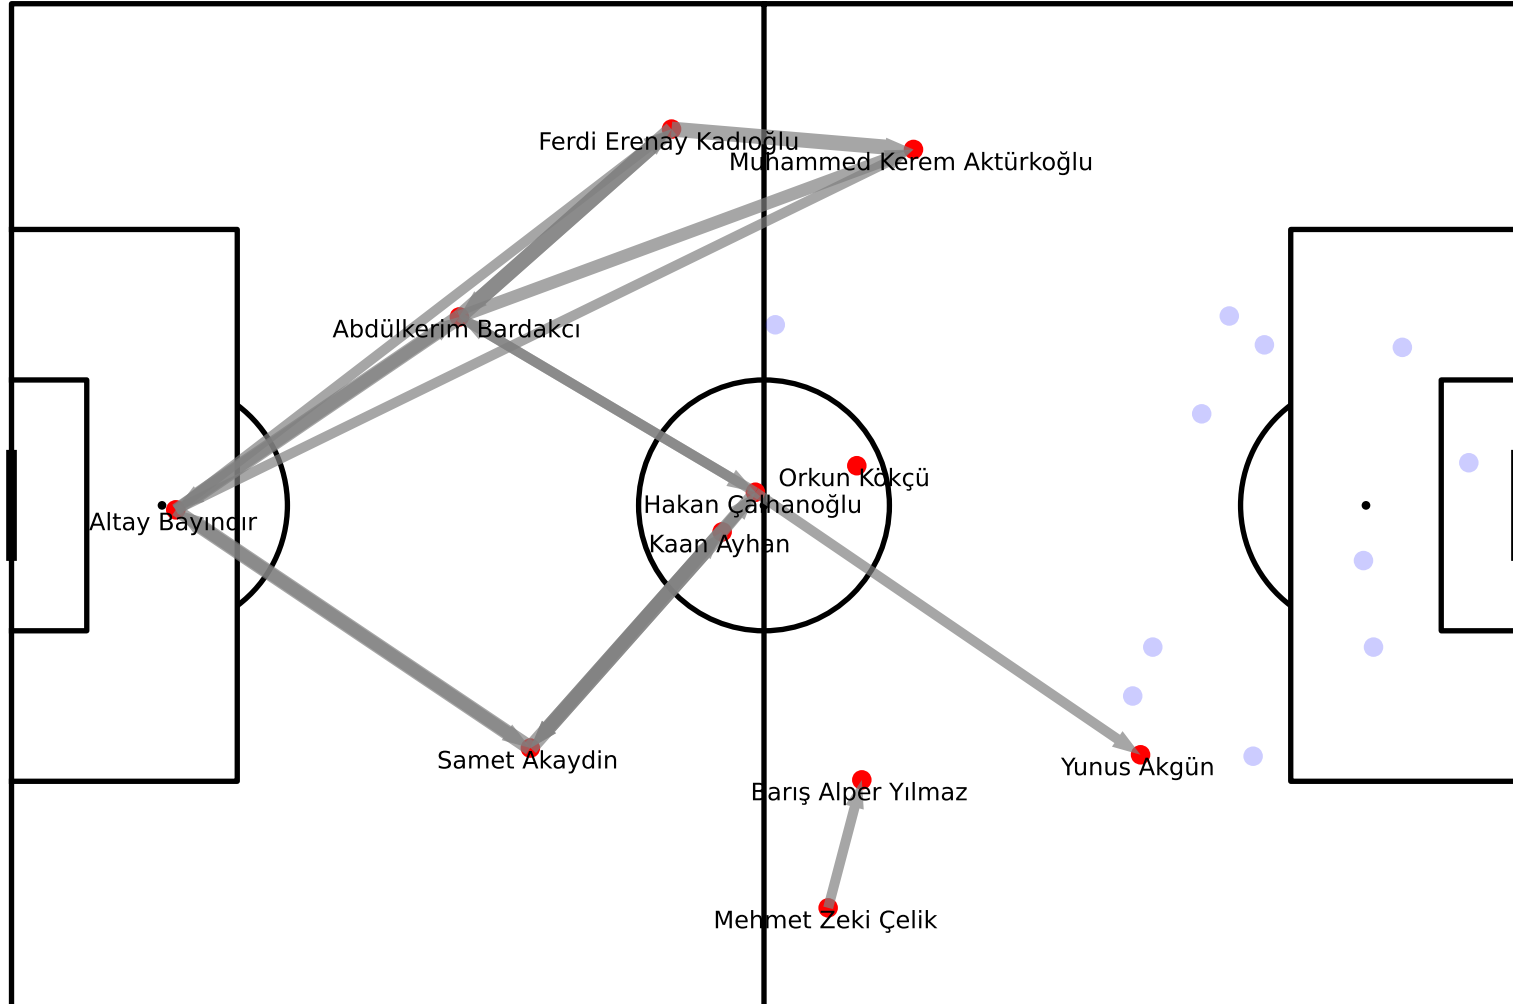 Ferdi Erenay Kadıoğlu
Muhammed Kerem Aktürkoğlu
Abdülkerim Bardakcı
Orkun Kökçü
Hakan Çalhanoğlu
Altay Bayındır
Kaan Ayhan
Samet Akaydin
Yunus Akgün
Barış Alper Yılmaz
Mehmet Zeki Çelik